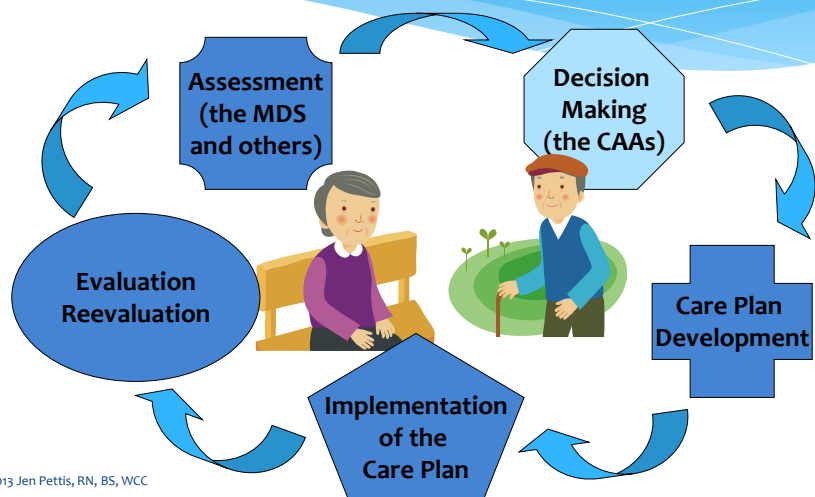 Assessment
(the MDS
and others)
Decision
Making
(the CAAs)
Care Plan
Development
Implementation
of the
Care Plan
Evaluation
Reevaluation
Jen Pettis, RN, BS, WCC